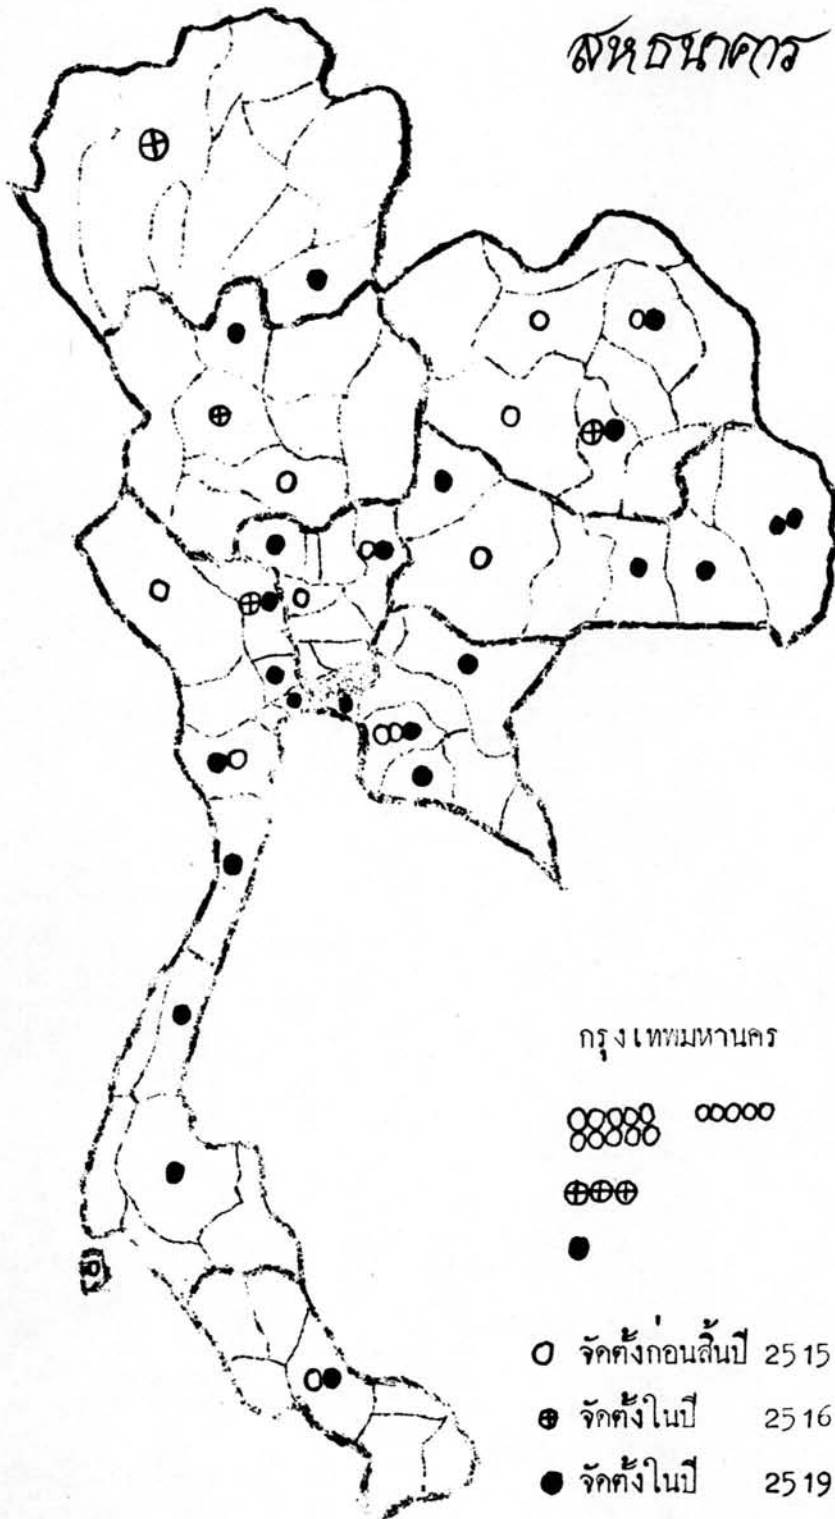 สหธนาคาร
กรุงเทพมหานคร
จัดตั้งก่อนสิ้นปี 2515
จัดตั้งในปี 2516
จัดตั้งในปี 2519